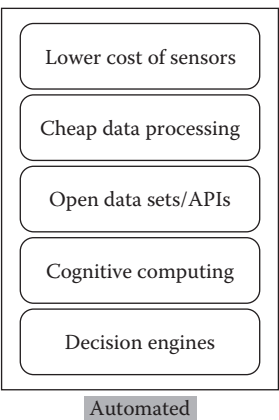 Lower cost of sensors
Cheap data processing
Open data sets/APIs
Cognitive computing
Decision engines
Automated